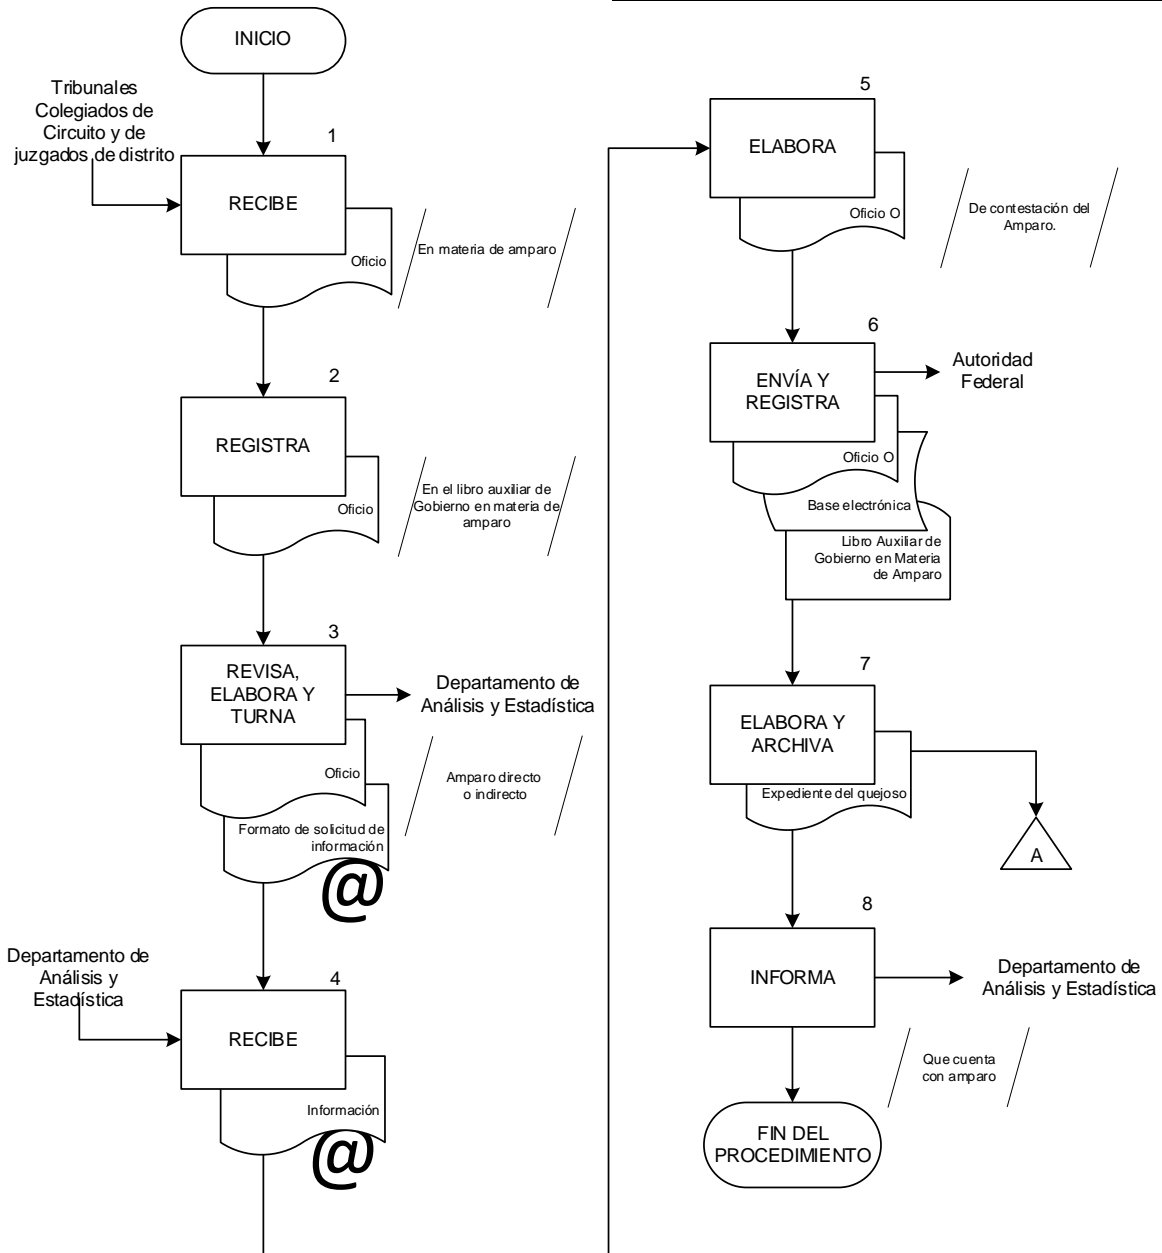 INICIO
Tribunales
Colegiados de
Circuito y de
juzgados de distrito
1
RECIBE
Oficio
En materia de amparo
2
REGISTRA
Oficio
En el libro auxiliar de
Gobierno en materia de
amparo
3
REVISA,
ELABORA Y
TURNA
Departamento de
Análisis y Estadística
Oficio
Amparo directo
o indirecto
Formato de solicitud de
información
@
Departamento de
Análisis y
Estadística
4
RECIBE
Información
@
5
ELABORA
Oficio O
De contestación del
Amparo.
6
ENVÍA Y
REGISTRA
Autoridad
Federal
Oficio O
Base electrónica
Libro Auxiliar de
Gobierno en Materia
de Amparo
7
ELABORA Y
ARCHIVA
Expediente del quejoso
A
8
INFORMA
Departamento de
Análisis y Estadística
Que cuenta
con amparo
FIN DEL
PROCEDIMIENTO